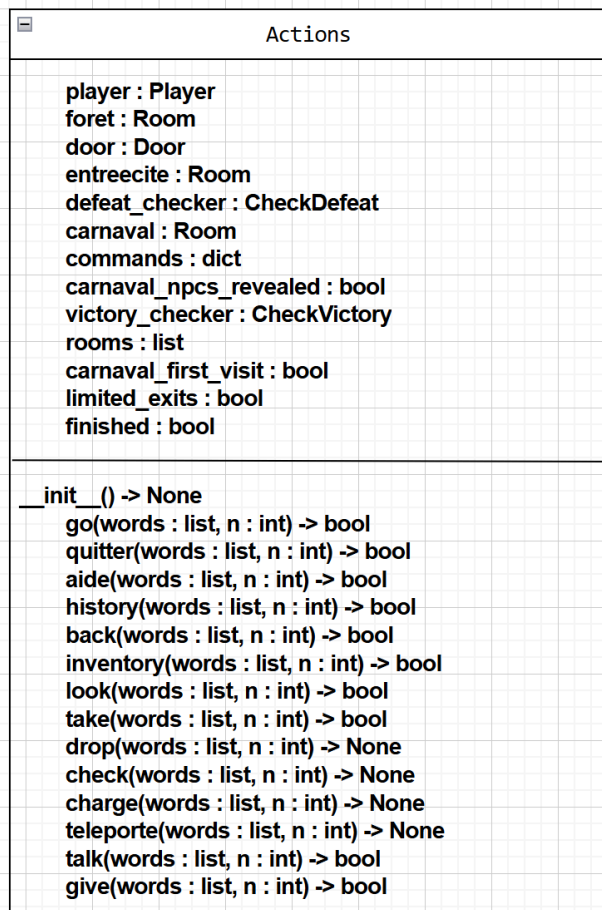 Actions
player : Player
foret : Room
door : Door
entreecite : Room
defeat_checker : CheckDefeat
carnaval : Room
commands : dict
carnaval_npcs_revealed : bool
victory_checker : CheckVictory
rooms : list
carnaval_first_visit : bool
limited_exits : bool
finished : bool
__init__() -> None
go(words : list, n : int) -> bool
quitter(words : list, n : int) -> bool
aide(words : list, n : int) -> bool
history(words : list, n : int) -> bool
back(words : list, n : int) -> bool
inventory(words : list, n : int) -> bool
look(words : list, n : int) -> bool
take(words : list, n : int) -> bool
drop(words : list, n : int) -> None
check(words : list, n : int) -> None
charge(words : list, n : int) -> None
teleporte(words : list, n : int) -> None
talk(words : list, n : int) -> bool
give(words : list, n : int) -> bool